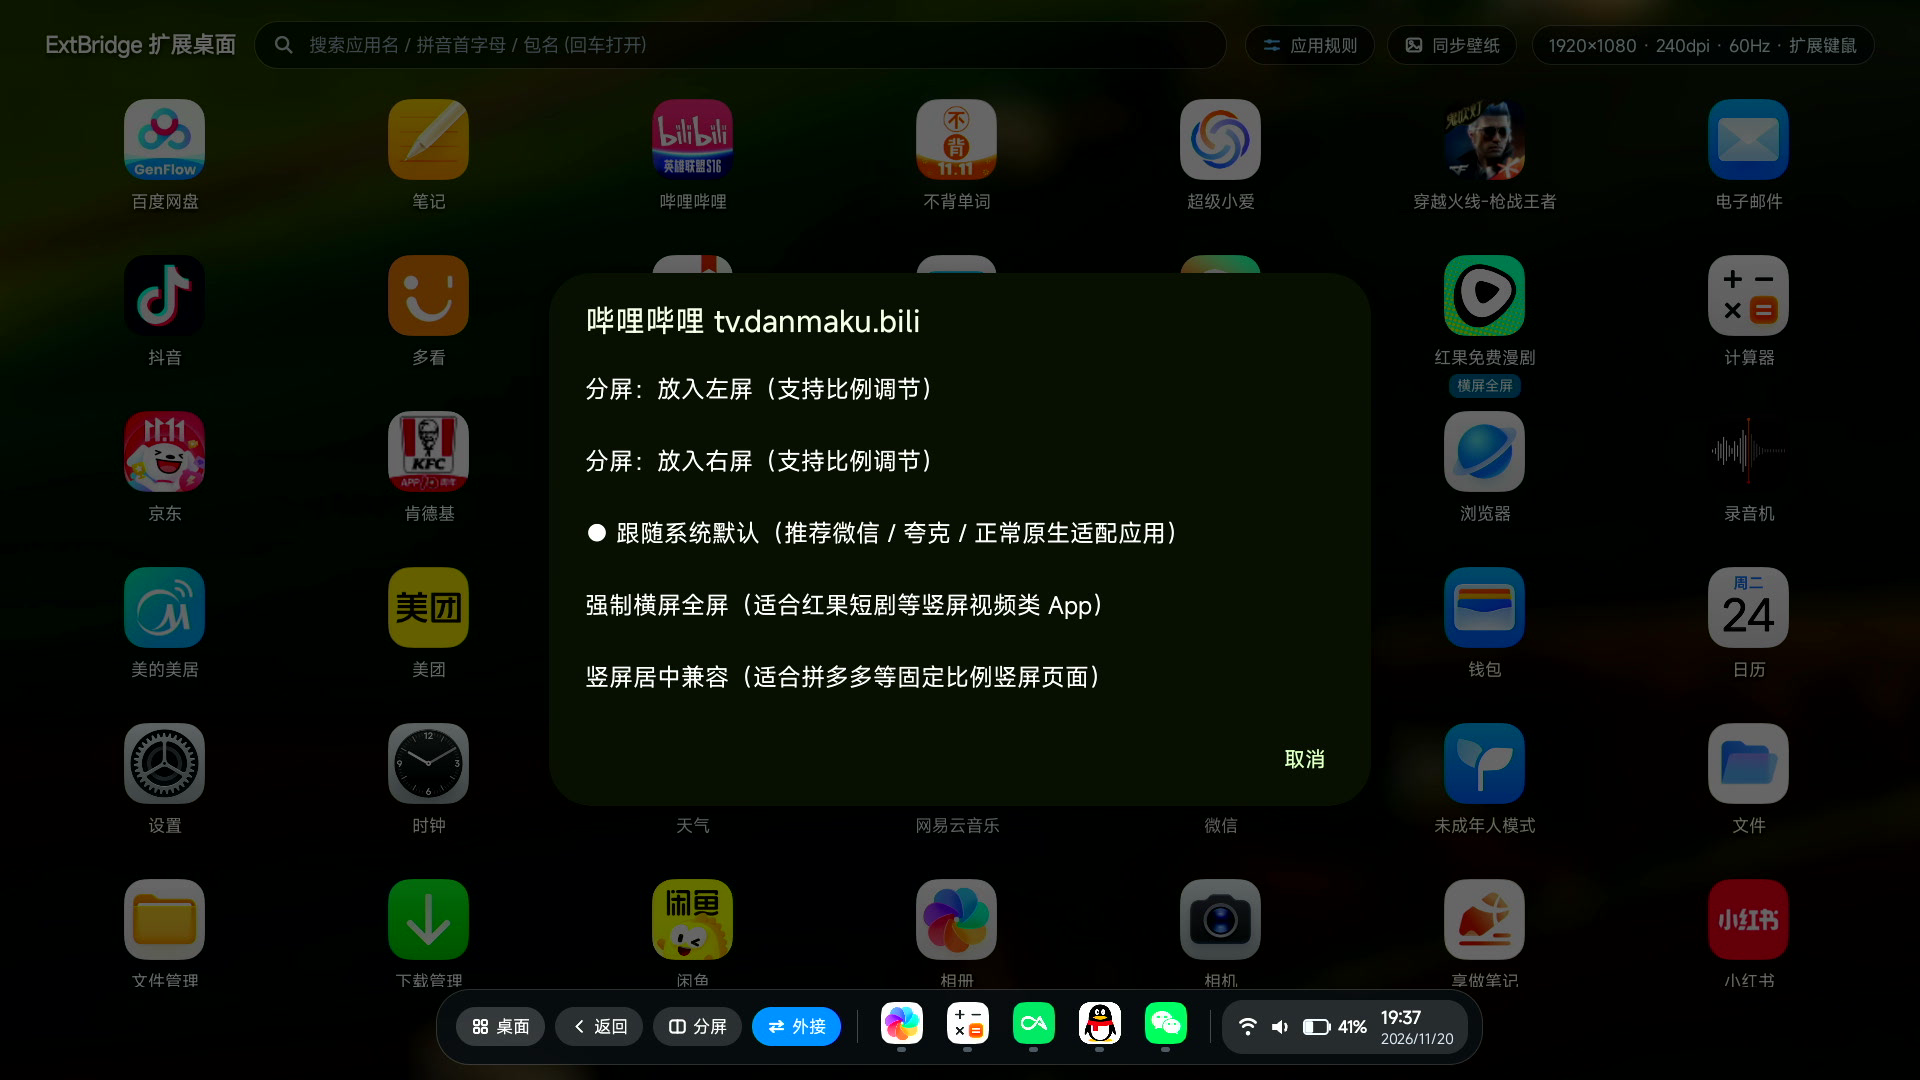 ExtBridge 扩展桌面
搜索应用名 / 拼音首字母 / 包名 (回车打开)
应用规则
同步壁纸
1920×1080 · 240dpi · 60Hz · 扩展键鼠
GenFlow
bilibili
英雄联盟S16
不
背
11.11
鬼吹灯
百度网盘
笔记
哔哩哔哩
不背单词
超级小爱
穿越火线-枪战王者
电子邮件
抖音
多看
红果免费漫剧
计算器
横屏全屏
哔哩哔哩 tv.danmaku.bili
分屏：放入左屏（支持比例调节）
分屏：放入右屏（支持比例调节）
● 跟随系统默认（推荐微信 / 夸克 / 正常原生适配应用）
强制横屏全屏（适合红果短剧等竖屏视频类 App）
竖屏居中兼容（适合拼多多等固定比例竖屏页面）
取消
11.11
KFC
京东
肯德基
浏览器
录音机
美团
周二
24
美的美居
美团
钱包
日历
12
3
6
9
设置
时钟
天气
网易云音乐
微信
未成年人模式
文件
闲鱼
小红书
文件管理
下载管理
闲鱼
相册
相机
享做笔记
小红书
桌面
返回
分屏
外接
41%
19:37
2026/11/20